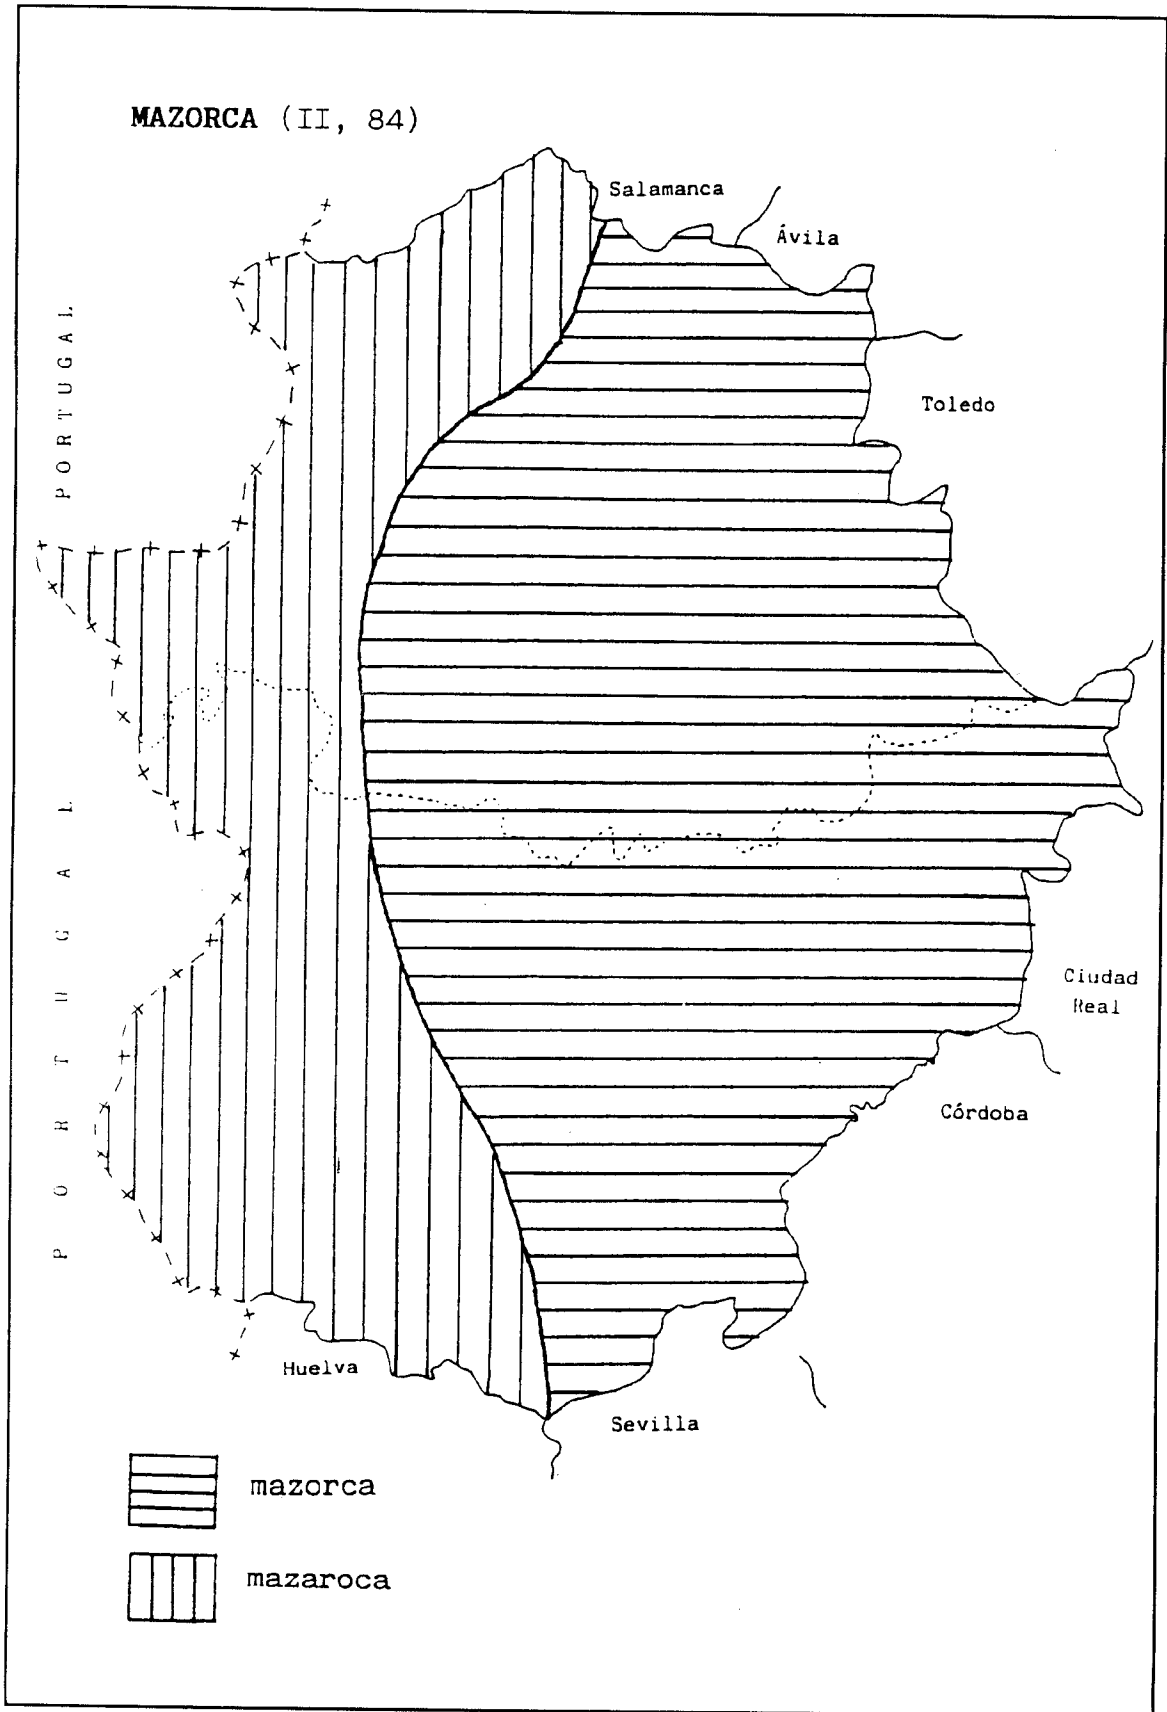 MAZORCA (II, 84)
Salamanca
Ávila
PORTUGAL
Toledo
PORTUGAL
Ciudad
Real
Córdoba
Huelva
Sevilla
mazorca
mazaroca